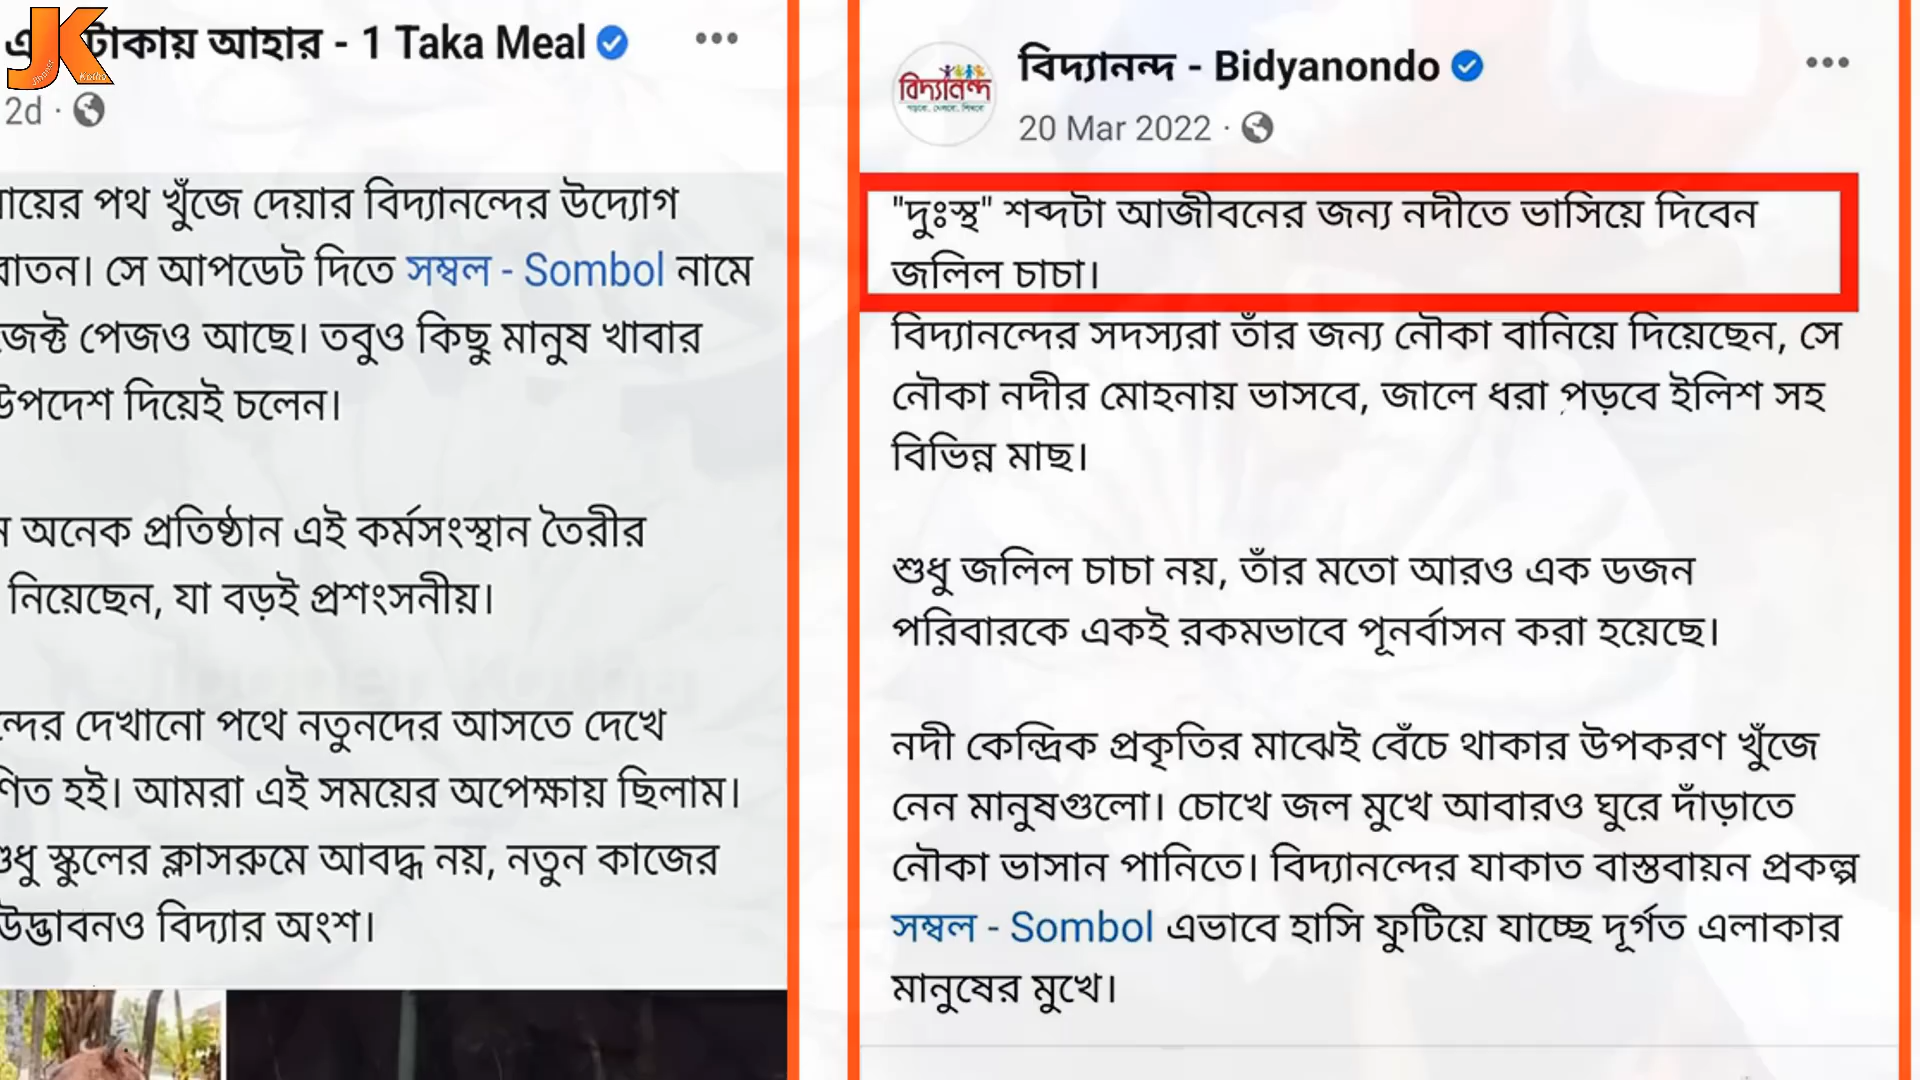 টাকায় আহার - 1 Taka Meal
2d
পথ খুঁজে দেয়ার বিদ্যানন্দের উদ্যোগ
সে আপডেট দিতে সম্বল - Sombol নামে
পেজও আছে। তবুও কিছু মানুষ খাবার
উপদেশ দিয়েই চলেন।
অনেক প্রতিষ্ঠান এই কর্মসংস্থান তৈরীর
নিয়েছেন, যা বড়ই প্রশংসনীয়।
দেখানো পথে নতুনদের আসতে দেখে
হই। আমরা এই সময়ের অপেক্ষায় ছিলাম।
শুধু স্কুলের ক্লাসরুমে আবদ্ধ নয়, নতুন কাজের
উদ্ভাবনও বিদ্যার অংশ।
JK
বিদ্যানন্দ
বিদ্যানন্দ - Bidyanondo
20 Mar 2022
"দুঃস্থ" শব্দটা আজীবনের জন্য নদীতে ভাসিয়ে দিবেন
জলিল চাচা।
বিদ্যানন্দের সদস্যরা তাঁর জন্য নৌকা বানিয়ে দিয়েছেন, সে
নৌকা নদীর মোহনায় ভাসবে, জালে ধরা পড়বে ইলিশ সহ
বিভিন্ন মাছ।
শুধু জলিল চাচা নয়, তাঁর মতো আরও এক ডজন
পরিবারকে একই রকমভাবে পূনর্বাসন করা হয়েছে।
নদী কেন্দ্রিক প্রকৃতির মাঝেই বেঁচে থাকার উপকরণ খুঁজে
নেন মানুষগুলো। চোখে জল মুখে আবারও ঘুরে দাঁড়াতে
নৌকা ভাসান পানিতে। বিদ্যানন্দের যাকাত বাস্তবায়ন প্রকল্প
সম্বল - Sombol এভাবে হাসি ফুটিয়ে যাচ্ছে দূর্গত এলাকার
মানুষের মুখে।